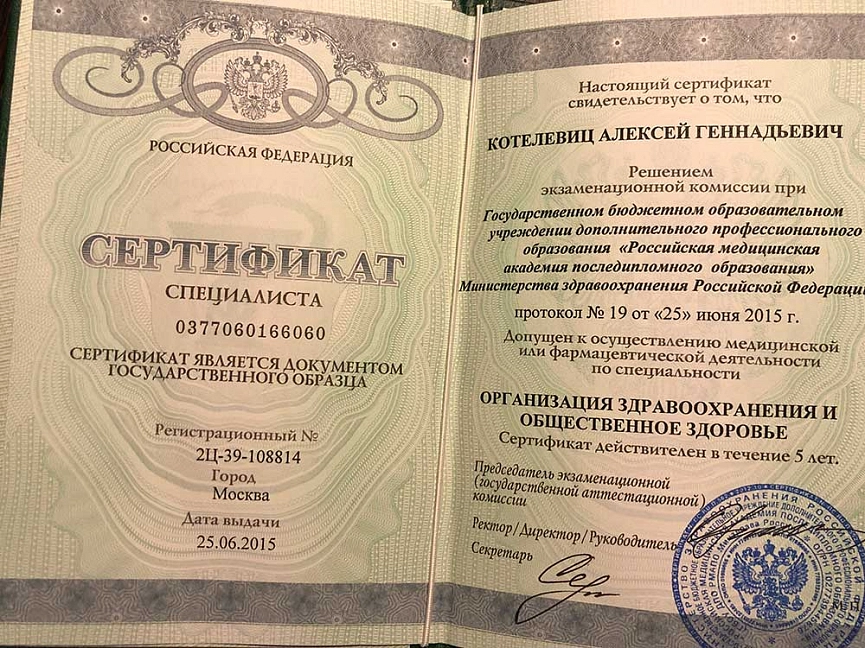 РОССИЙСКАЯ ФЕДЕРАЦИЯ
СЕРТИФИКАТ
СПЕЦИАЛИСТА
0377060166060
СЕРТИФИКАТ ЯВЛЯЕТСЯ ДОКУМЕНТОМ
ГОСУДАРСТВЕННОГО ОБРАЗЦА
Регистрационный №
2Ц-39-108814
Город
Москва
Дата выдачи
25.06.2015
Настоящий сертификат
свидетельствует о том, что
КОТЕЛЕВИЦ АЛЕКСЕЙ ГЕННАДЬЕВИЧ
Решением
экзаменационной комиссии при
Государственном бюджетном образовательном
учреждении дополнительного профессионального
образования «Российская медицинская
академия последипломного образования»
Министерства здравоохранения Российской Федерации
протокол № 19 от «25» июня 2015 г.
Допущен к осуществлению медицинской
или фармацевтической деятельности
по специальности
ОРГАНИЗАЦИЯ ЗДРАВООХРАНЕНИЯ И
ОБЩЕСТВЕННОЕ ЗДОРОВЬЕ
Сертификат действителен в течение 5 лет.
Председатель экзаменационной
(государственной аттестационной)
комиссии
Ректор/Директор/Руководитель
Секретарь